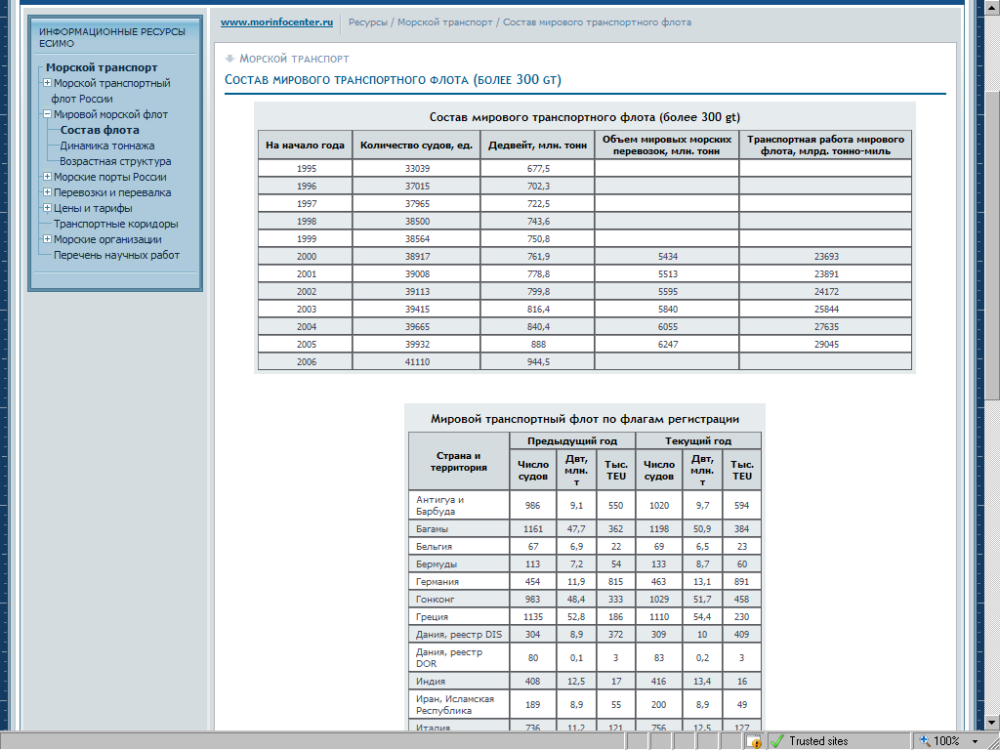 ИНФОРМАЦИОННЫЕ РЕСУРСЫ
ЕСИМО
Морской транспорт
Морской транспортный
флот России
Мировой морской флот
Состав флота
Динамика тоннажа
Возрастная структура
Морские порты России
Перевозки и перевалка
Цены и тарифы
Транспортные коридоры
Морские организации
Перечень научных работ
www.morinfocenter.ru Ресурсы / Морской транспорт / Состав мирового транспортного флота
Морской транспорт
Состав мирового транспортного флота (более 300 gt)
Состав мирового транспортного флота (более 300 gt)
На начало года Количество судов, ед. Дедвейт, млн. тонн Объем мировых морских перевозок, млн. тонн Транспортная работа мирового флота, млрд. тонно-миль
1995 33039 677,5
1996 37015 702,3
1997 37965 722,5
1998 38500 743,6
1999 38564 750,8
2000 38917 761,9 5434 23693
2001 39008 778,8 5513 23891
2002 39113 799,8 5595 24172
2003 39415 816,4 5840 25844
2004 39665 840,4 6055 27635
2005 39932 888 6247 29045
2006 41110 944,5
Мировой транспортный флот по флагам регистрации
Страна и территория Предыдущий год Текущий год
Число судов Двт, млн. т Тыс. TEU Число судов Двт, млн. т Тыс. TEU
Антигуа и Барбуда 986 9,1 550 1020 9,7 594
Багамы 1161 47,7 362 1198 50,9 384
Бельгия 67 6,9 22 69 6,5 23
Бермуды 113 7,2 54 133 8,7 60
Германия 454 11,9 815 463 13,1 891
Гонконг 983 48,4 333 1029 51,7 458
Греция 1135 52,8 186 1110 54,4 230
Дания, реестр DIS 304 8,9 372 309 10 409
Дания, реестр DOR 80 0,1 3 83 0,2 3
Индия 408 12,5 17 416 13,4 16
Иран, Исламская Республика 189 8,9 55 200 8,9 49
Италия 736 11,2 121 756 12,5 127
Trusted sites 100%